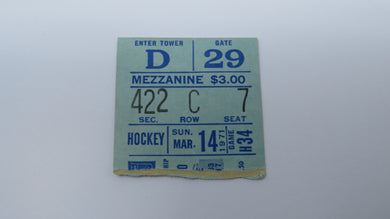 ENTER TOWER GATE
D 29
MEZZANINE $3.00
422 C 7
SEC. ROW SEAT
HOCKEY SUN. MAR. 14 1971 GAME H34